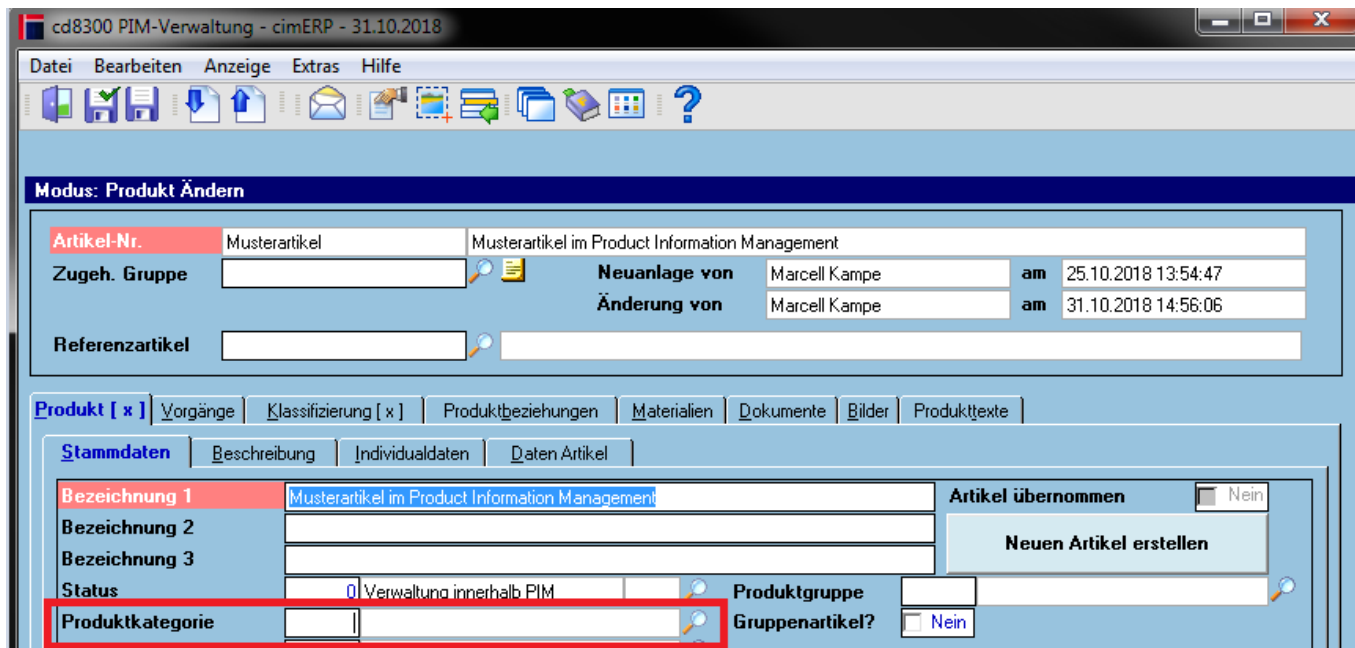 cd8300 PIM-Verwaltung - cimERP - 31.10.2018
Datei Bearbeiten Anzeige Extras Hilfe
Modus: Produkt Ändern
Artikel-Nr. Musterartikel Musterartikel im Product Information Management
Zugeh. Gruppe Neuanlage von Marcell Kampe am 25.10.2018 13:54:47
Änderung von Marcell Kampe am 31.10.2018 14:56:06
Referenzartikel
Produkt [ x ] Vorgänge Klassifizierung [ x ] Produktbeziehungen Materialien Dokumente Bilder Produkttexte
Stammdaten Beschreibung Individualdaten Daten Artikel
Bezeichnung 1 Musterartikel im Product Information Management Artikel übernommen Nein
Bezeichnung 2 Neuen Artikel erstellen
Bezeichnung 3
Status 0 Verwaltung innerhalb PIM Produktgruppe
Produktkategorie Gruppenartikel? Nein